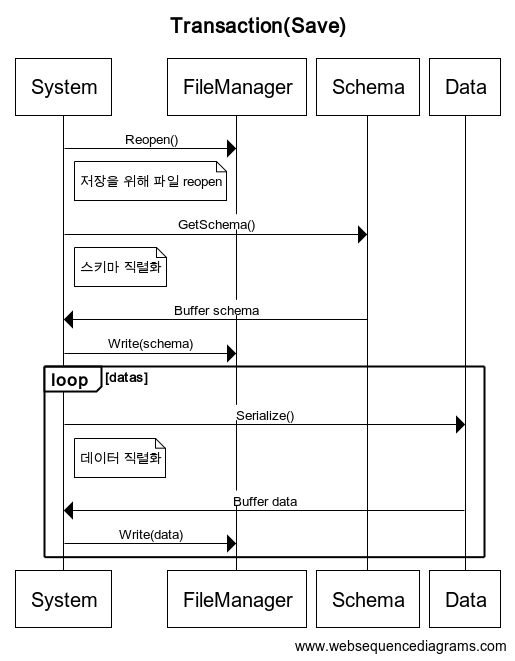 Transaction(Save)
System FileManager Schema Data
Reopen()
저장을 위해 파일 reopen
GetSchema()
스키마 직렬화
Buffer schema
Write(schema)
loop [datas]
Serialize()
데이터 직렬화
Buffer data
Write(data)
System FileManager Schema Data
www.websequencediagrams.com